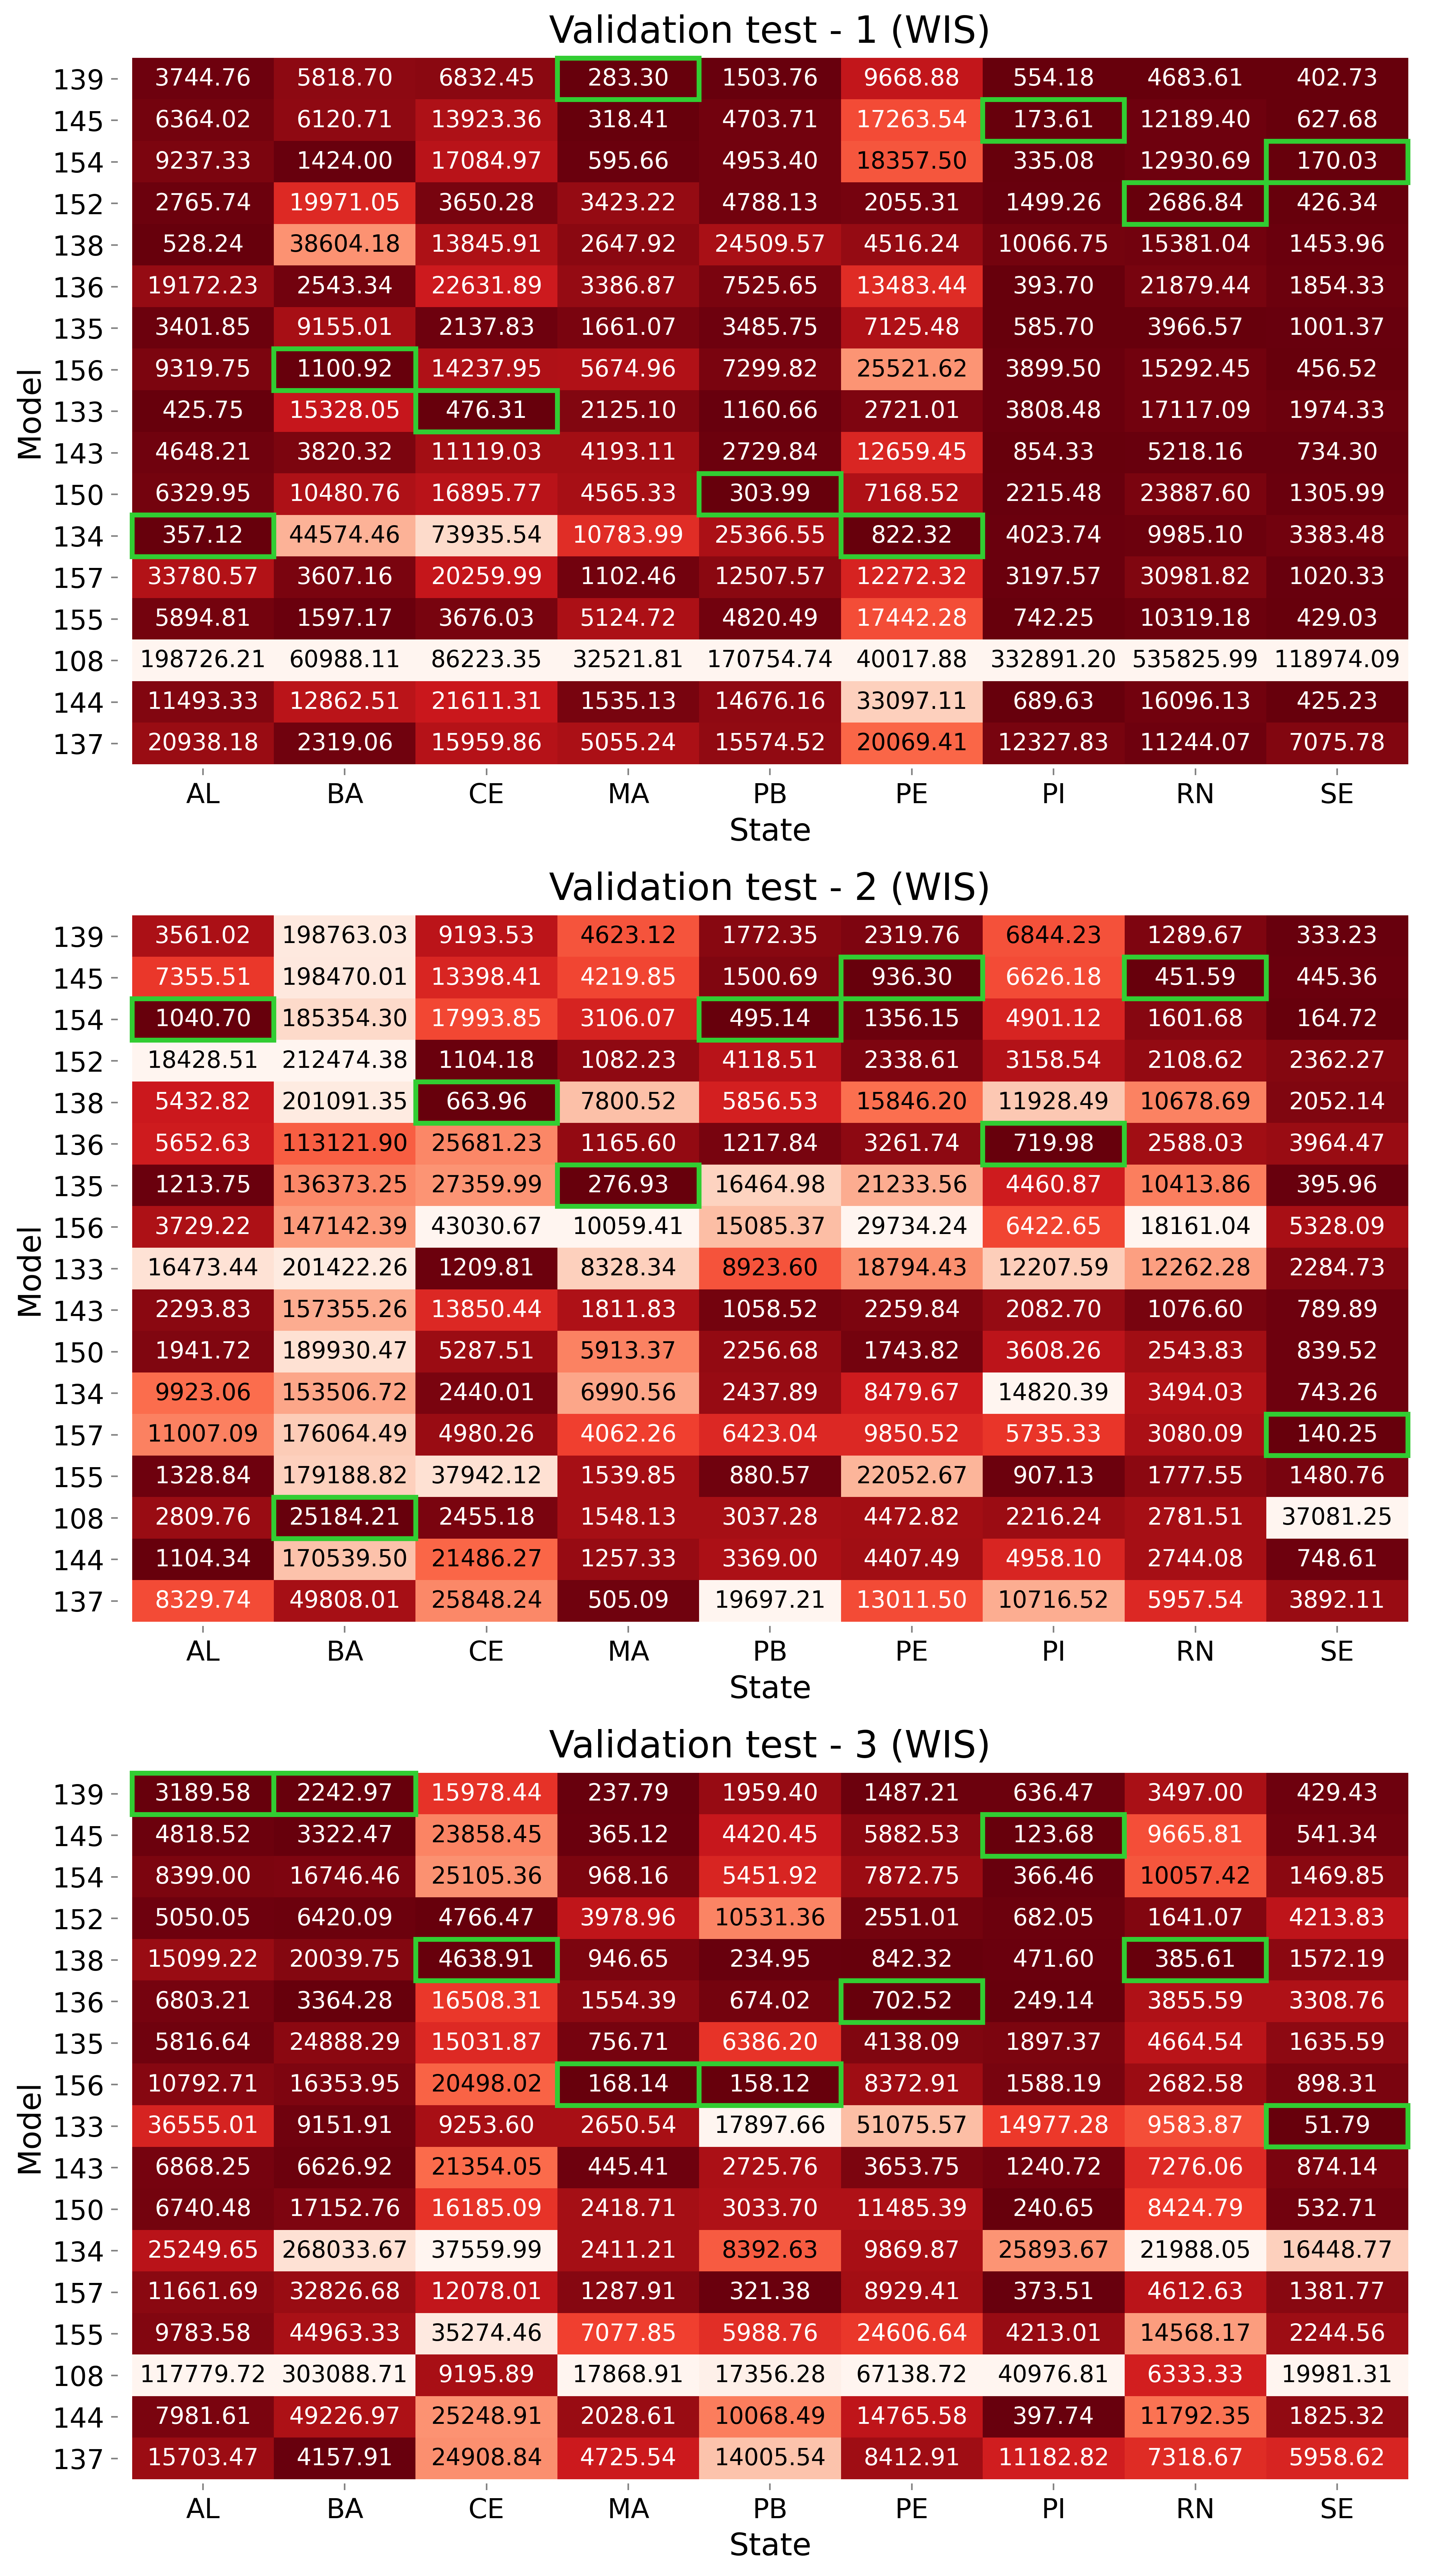 Validation test - 1 (WIS)
Model
139 3744.76 5818.70 6832.45 283.30 1503.76 9668.88 554.18 4683.61 402.73
145 6364.02 6120.71 13923.36 318.41 4703.71 17263.54 173.61 12189.40 627.68
154 9237.33 1424.00 17084.97 595.66 4953.40 18357.50 335.08 12930.69 170.03
152 2765.74 19971.05 3650.28 3423.22 4788.13 2055.31 1499.26 2686.84 426.34
138 528.24 38604.18 13845.91 2647.92 24509.57 4516.24 10066.75 15381.04 1453.96
136 19172.23 2543.34 22631.89 3386.87 7525.65 13483.44 393.70 21879.44 1854.33
135 3401.85 9155.01 2137.83 1661.07 3485.75 7125.48 585.70 3966.57 1001.37
156 9319.75 1100.92 14237.95 5674.96 7299.82 25521.62 3899.50 15292.45 456.52
133 425.75 15328.05 476.31 2125.10 1160.66 2721.01 3808.48 17117.09 1974.33
143 4648.21 3820.32 11119.03 4193.11 2729.84 12659.45 854.33 5218.16 734.30
150 6329.95 10480.76 16895.77 4565.33 303.99 7168.52 2215.48 23887.60 1305.99
134 357.12 44574.46 73935.54 10783.99 25366.55 822.32 4023.74 9985.10 3383.48
157 33780.57 3607.16 20259.99 1102.46 12507.57 12272.32 3197.57 30981.82 1020.33
155 5894.81 1597.17 3676.03 5124.72 4820.49 17442.28 742.25 10319.18 429.03
108 198726.21 60988.11 86223.35 32521.81 170754.74 40017.88 332891.20 535825.99 118974.09
144 11493.33 12862.51 21611.31 1535.13 14676.16 33097.11 689.63 16096.13 425.23
137 20938.18 2319.06 15959.86 5055.24 15574.52 20069.41 12327.83 11244.07 7075.78
AL BA CE MA PB PE PI RN SE
State
Validation test - 2 (WIS)
Model
139 3561.02 198763.03 9193.53 4623.12 1772.35 2319.76 6844.23 1289.67 333.23
145 7355.51 198470.01 13398.41 4219.85 1500.69 936.30 6626.18 451.59 445.36
154 1040.70 185354.30 17993.85 3106.07 495.14 1356.15 4901.12 1601.68 164.72
152 18428.51 212474.38 1104.18 1082.23 4118.51 2338.61 3158.54 2108.62 2362.27
138 5432.82 201091.35 663.96 7800.52 5856.53 15846.20 11928.49 10678.69 2052.14
136 5652.63 113121.90 25681.23 1165.60 1217.84 3261.74 719.98 2588.03 3964.47
135 1213.75 136373.25 27359.99 276.93 16464.98 21233.56 4460.87 10413.86 395.96
156 3729.22 147142.39 43030.67 10059.41 15085.37 29734.24 6422.65 18161.04 5328.09
133 16473.44 201422.26 1209.81 8328.34 8923.60 18794.43 12207.59 12262.28 2284.73
143 2293.83 157355.26 13850.44 1811.83 1058.52 2259.84 2082.70 1076.60 789.89
150 1941.72 189930.47 5287.51 5913.37 2256.68 1743.82 3608.26 2543.83 839.52
134 9923.06 153506.72 2440.01 6990.56 2437.89 8479.67 14820.39 3494.03 743.26
157 11007.09 176064.49 4980.26 4062.26 6423.04 9850.52 5735.33 3080.09 140.25
155 1328.84 179188.82 37942.12 1539.85 880.57 22052.67 907.13 1777.55 1480.76
108 2809.76 25184.21 2455.18 1548.13 3037.28 4472.82 2216.24 2781.51 37081.25
144 1104.34 170539.50 21486.27 1257.33 3369.00 4407.49 4958.10 2744.08 748.61
137 8329.74 49808.01 25848.24 505.09 19697.21 13011.50 10716.52 5957.54 3892.11
AL BA CE MA PB PE PI RN SE
State
Validation test - 3 (WIS)
Model
139 3189.58 2242.97 15978.44 237.79 1959.40 1487.21 636.47 3497.00 429.43
145 4818.52 3322.47 23858.45 365.12 4420.45 5882.53 123.68 9665.81 541.34
154 8399.00 16746.46 25105.36 968.16 5451.92 7872.75 366.46 10057.42 1469.85
152 5050.05 6420.09 4766.47 3978.96 10531.36 2551.01 682.05 1641.07 4213.83
138 15099.22 20039.75 4638.91 946.65 234.95 842.32 471.60 385.61 1572.19
136 6803.21 3364.28 16508.31 1554.39 674.02 702.52 249.14 3855.59 3308.76
135 5816.64 24888.29 15031.87 756.71 6386.20 4138.09 1897.37 4664.54 1635.59
156 10792.71 16353.95 20498.02 168.14 158.12 8372.91 1588.19 2682.58 898.31
133 36555.01 9151.91 9253.60 2650.54 17897.66 51075.57 14977.28 9583.87 51.79
143 6868.25 6626.92 21354.05 445.41 2725.76 3653.75 1240.72 7276.06 874.14
150 6740.48 17152.76 16185.09 2418.71 3033.70 11485.39 240.65 8424.79 532.71
134 25249.65 268033.67 37559.99 2411.21 8392.63 9869.87 25893.67 21988.05 16448.77
157 11661.69 32826.68 12078.01 1287.91 321.38 8929.41 373.51 4612.63 1381.77
155 9783.58 44963.33 35274.46 7077.85 5988.76 24606.64 4213.01 14568.17 2244.56
108 117779.72 303088.71 9195.89 17868.91 17356.28 67138.72 40976.81 6333.33 19981.31
144 7981.61 49226.97 25248.91 2028.61 10068.49 14765.58 397.74 11792.35 1825.32
137 15703.47 4157.91 24908.84 4725.54 14005.54 8412.91 11182.82 7318.67 5958.62
AL BA CE MA PB PE PI RN SE
State